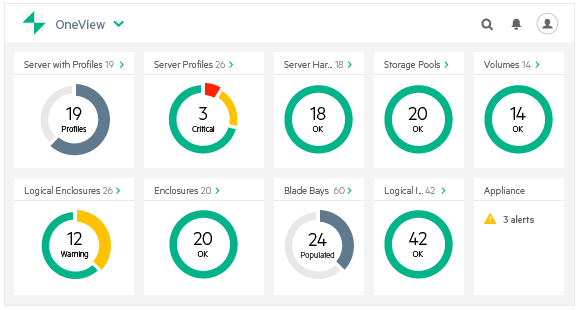 OneView
Server with Profiles 19
19
Profiles
Server Profiles 26
3
Critical
Server Har.. 18
18
OK
Storage Pools
20
OK
Volumes 14
14
OK
Logical Enclosures 26
12
Warning
Enclosures 20
20
OK
Blade Bays 60
24
Populated
Logical I... 42
42
OK
Appliance
3 alerts